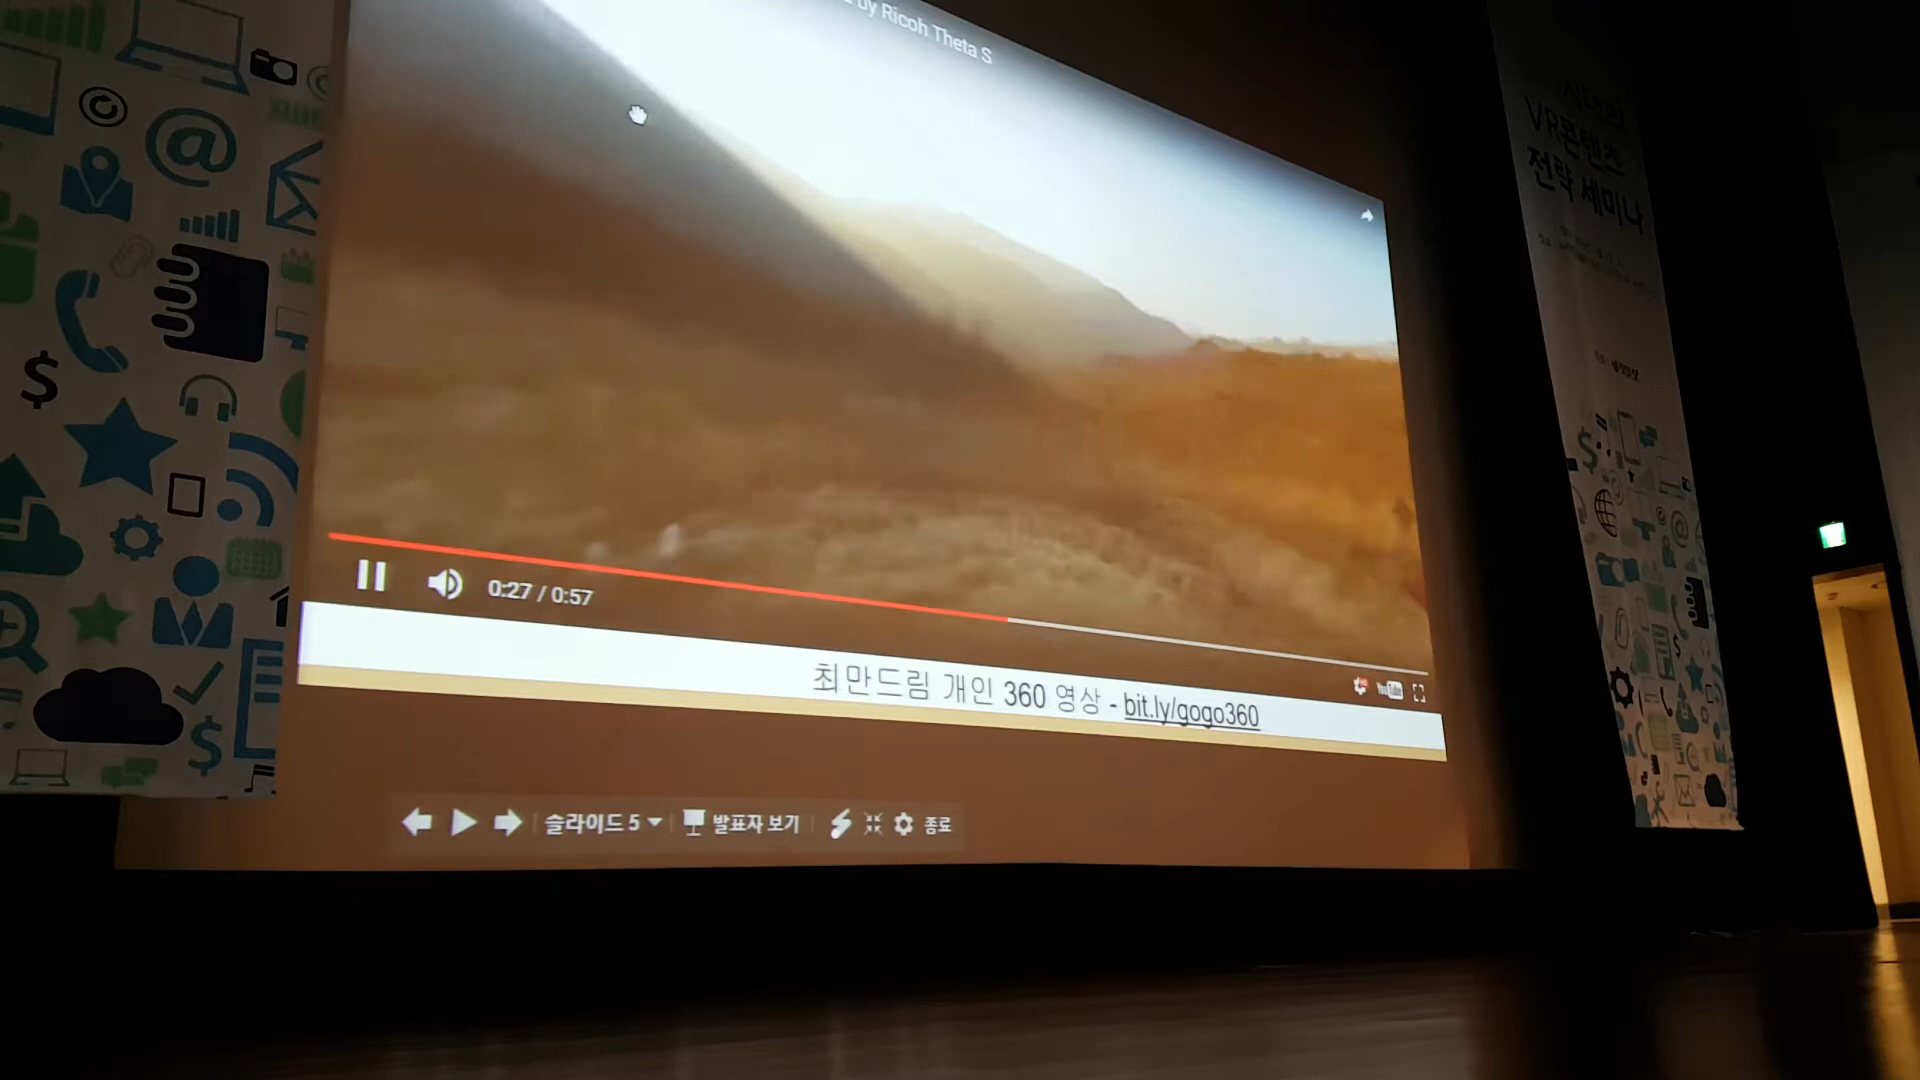 by Ricoh Theta S
VR콘텐츠
전략 세미나
0:27 / 0:57
YouTube
최만드림 개인 360 영상 - bit.ly/gogo360
슬라이드 5
발표자 보기
종료